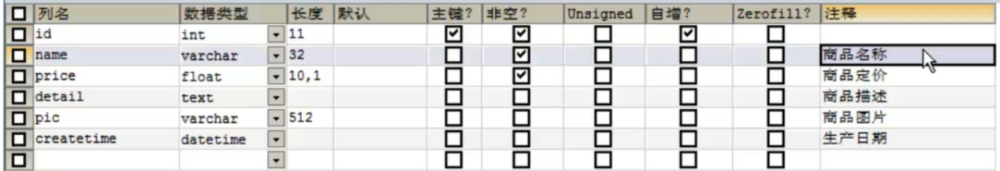 列名 数据类型 长度 默认 主键? 非空? Unsigned 自增? Zerofill? 注释
id int 11
name varchar 32 商品名称
price float 10,1 商品定价
detail text 商品描述
pic varchar 512 商品图片
createtime datetime 生产日期